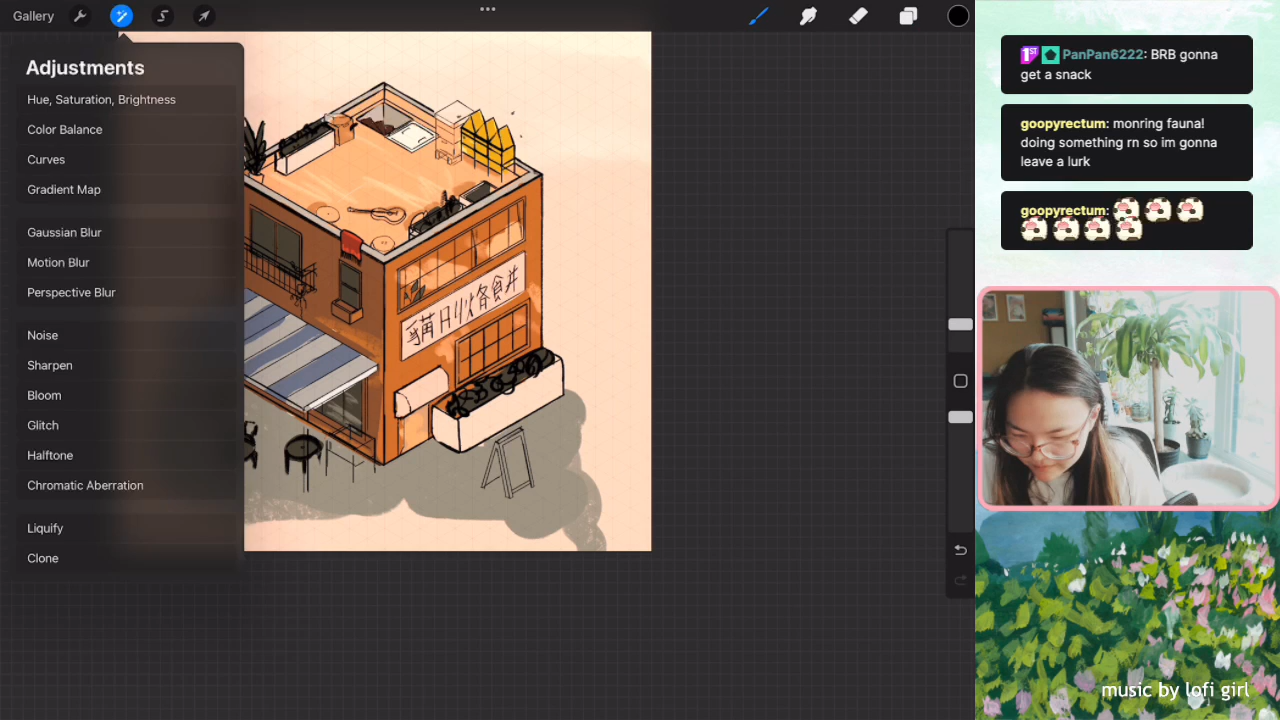 Gallery
Adjustments
Hue, Saturation, Brightness
Color Balance
Curves
Gradient Map
Gaussian Blur
Motion Blur
Perspective Blur
Noise
Sharpen
Bloom
Glitch
Halftone
Chromatic Aberration
Liquify
Clone
1ST PanPan6222: BRB gonna
get a snack
goopyrectum: monring fauna!
doing something rn so im gonna
leave a lurk
goopyrectum:
music by lofi girl